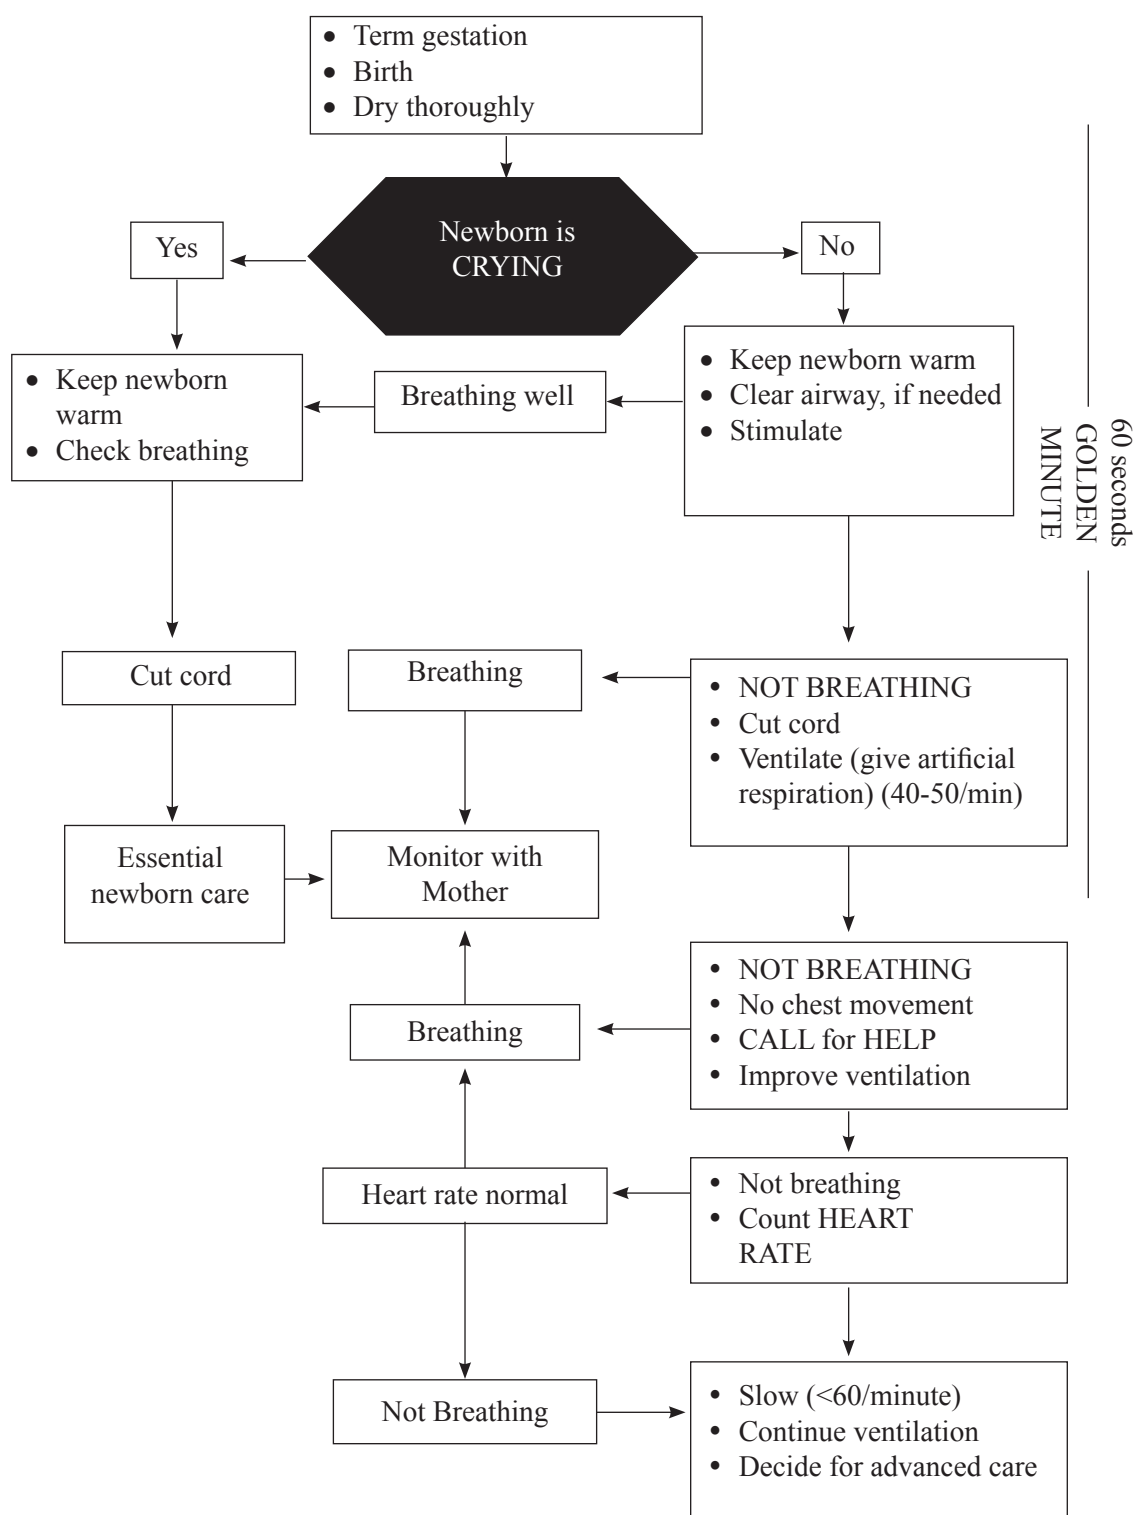 • Term gestation
• Birth
• Dry thoroughly
Newborn is
CRYING
Yes
No
• Keep newborn
warm
• Check breathing
Breathing well
• Keep newborn warm
• Clear airway, if needed
• Stimulate
60 seconds
GOLDEN
MINUTE
Cut cord
Breathing
• NOT BREATHING
• Cut cord
• Ventilate (give artificial
respiration) (40-50/min)
Essential
newborn care
Monitor with
Mother
Breathing
• NOT BREATHING
• No chest movement
• CALL for HELP
• Improve ventilation
Heart rate normal
• Not breathing
• Count HEART
RATE
Not Breathing
• Slow (<60/minute)
• Continue ventilation
• Decide for advanced care